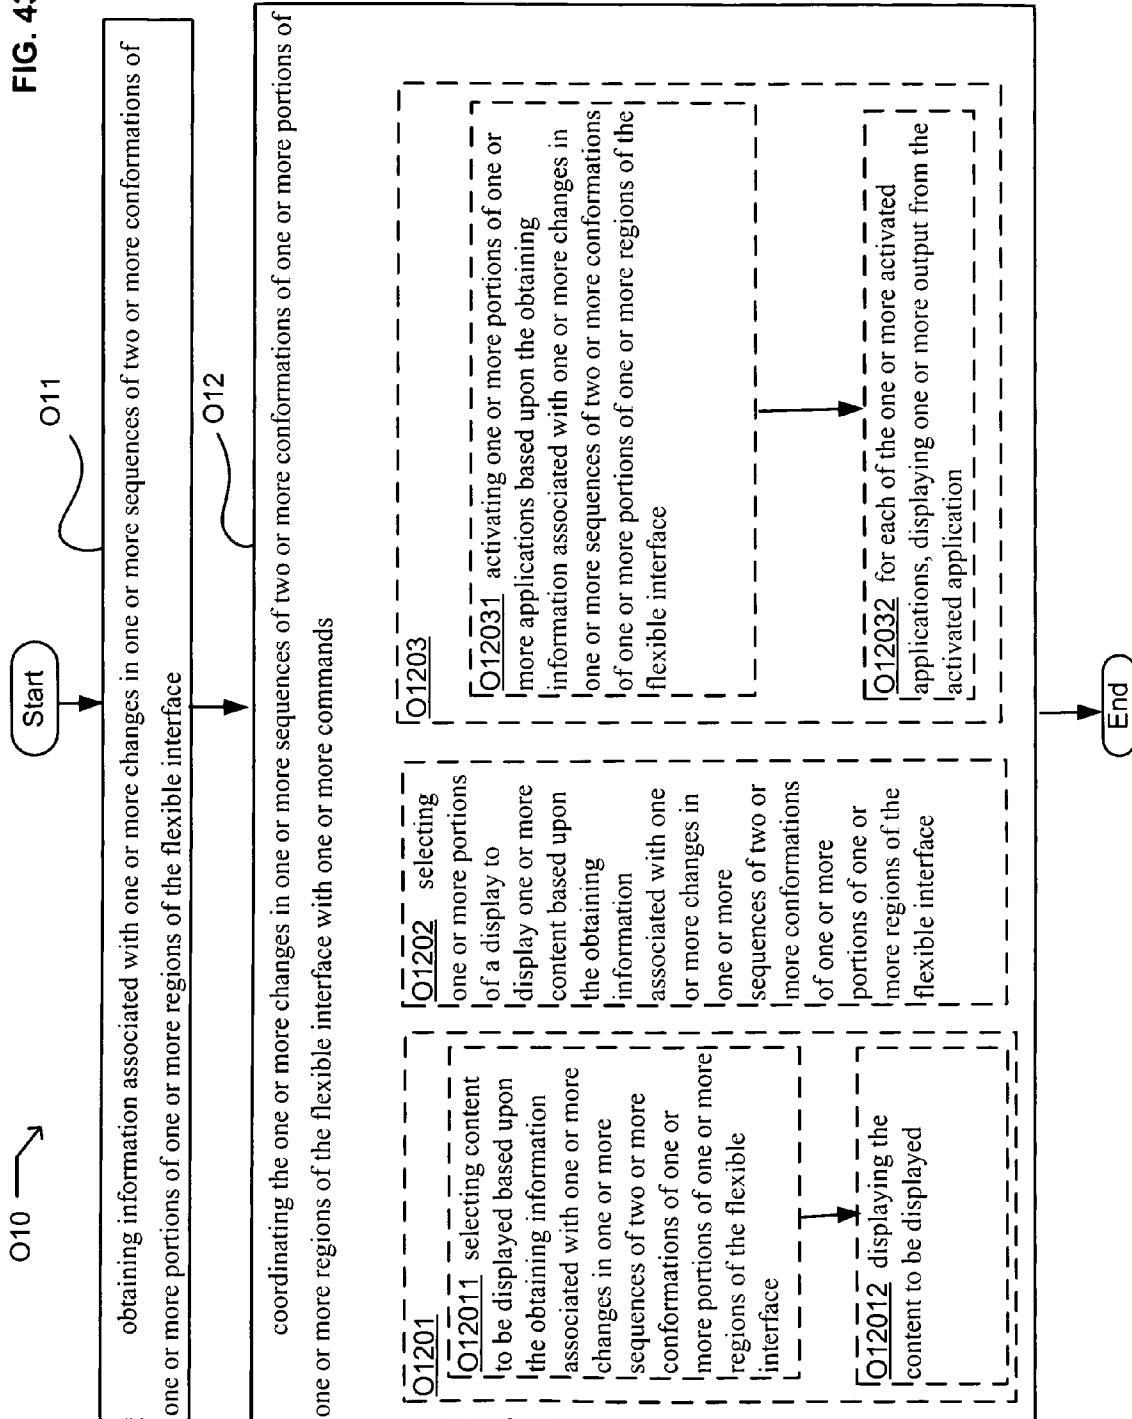 FIG. 43
O10
Start
O11
obtaining information associated with one or more changes in one or more sequences of two or more conformations of
one or more portions of one or more regions of the flexible interface
O12
coordinating the one or more changes in one or more sequences of two or more conformations of one or more portions of
one or more regions of the flexible interface with one or more commands
O1201
O12011 selecting content
to be displayed based upon
the obtaining information
associated with one or more
changes in one or more
sequences of two or more
conformations of one or
more portions of one or more
regions of the flexible
interface
O12012 displaying the
content to be displayed
O1202 selecting
one or more portions
of a display to
display one or more
content based upon
the obtaining
information
associated with one
or more changes in
one or more
sequences of two or
more conformations
of one or more
portions of one or
more regions of the
flexible interface
O1203
O12031 activating one or more portions of one or
more applications based upon the obtaining
information associated with one or more changes in
one or more sequences of two or more conformations
of one or more portions of one or more regions of the
flexible interface
O12032 for each of the one or more activated
applications, displaying one or more output from the
activated application
End